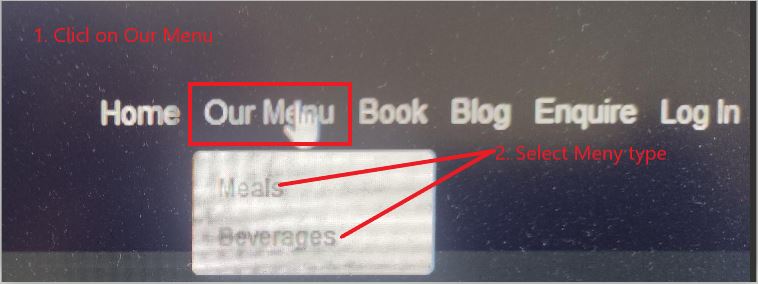 1. Clicl on Our Menu
Home Our Menu Book Blog Enquire Log In
2. Select Meny type
Meals
Beverages